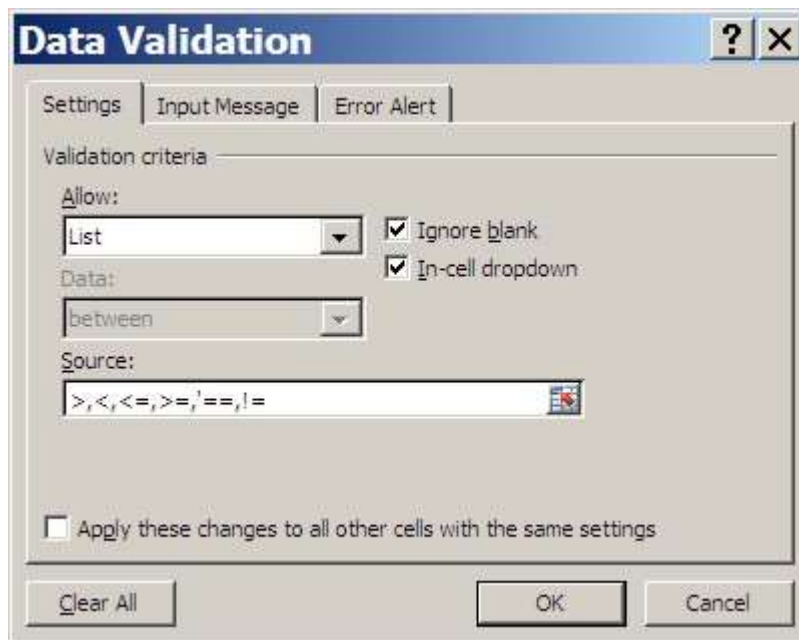 Data Validation
Settings Input Message Error Alert
Validation criteria
Allow:
List
Ignore blank
In-cell dropdown
Data:
between
Source:
>,<,<=,>=,'==,!=
Apply these changes to all other cells with the same settings
Clear All OK Cancel